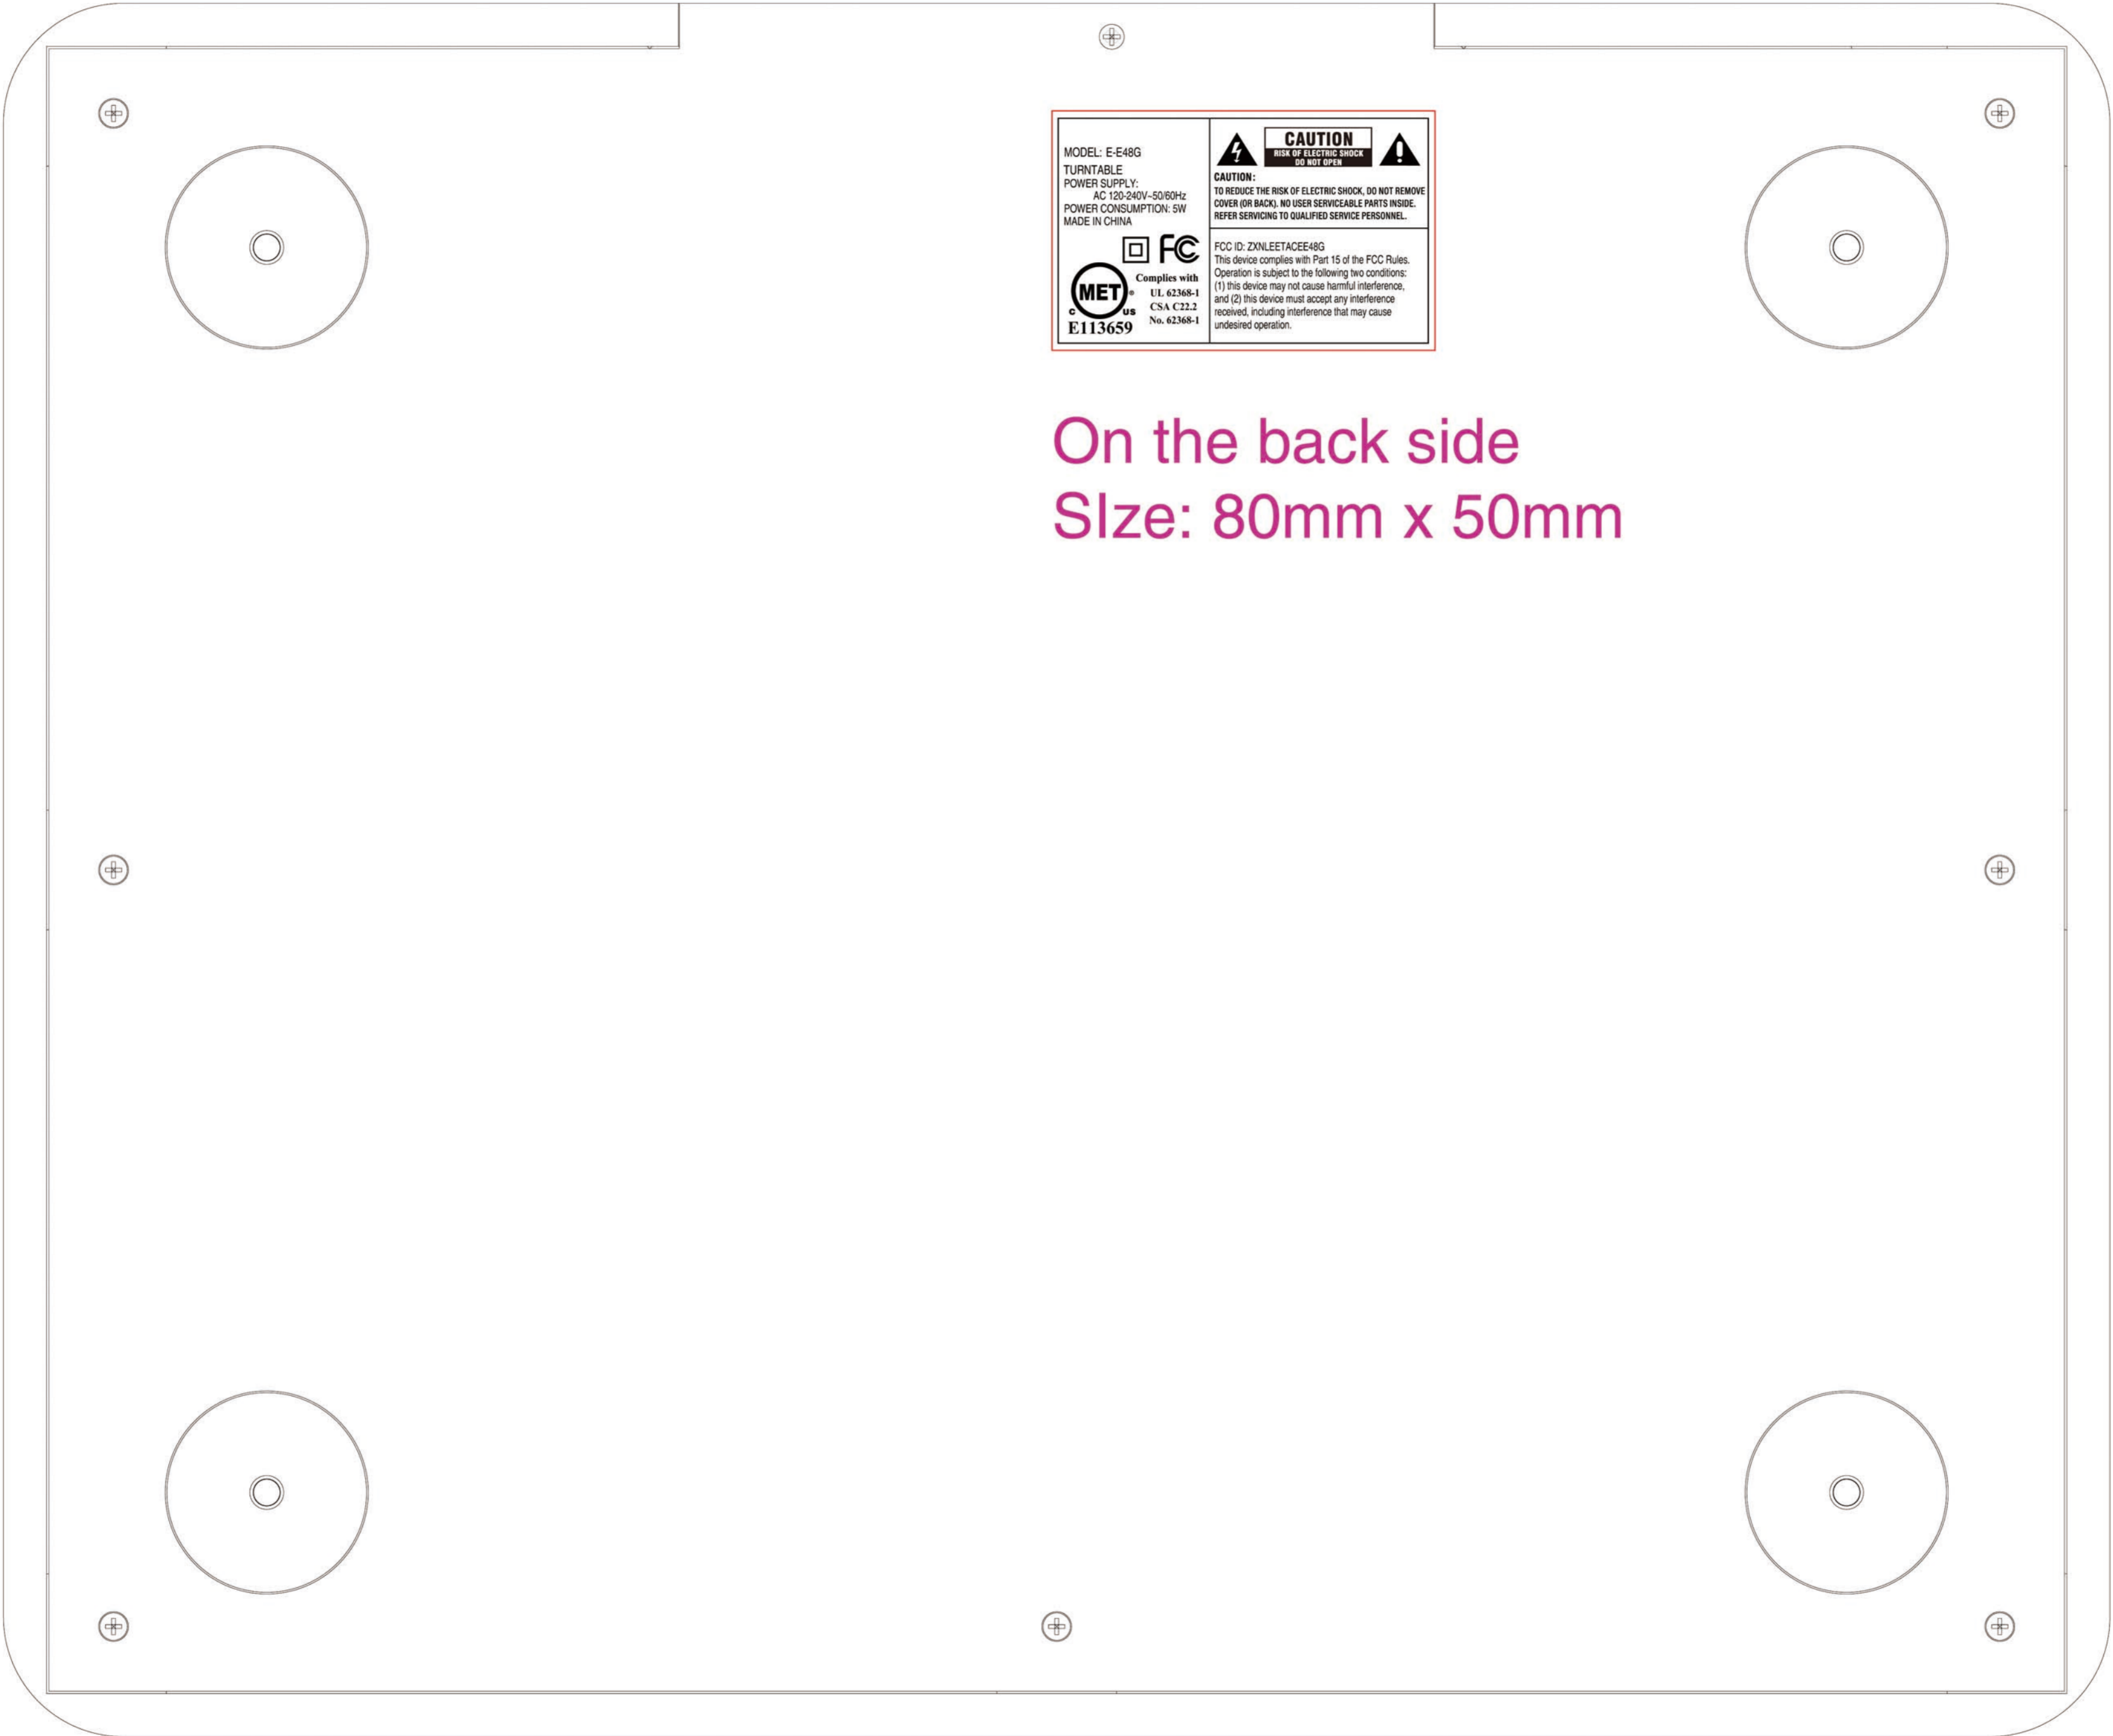 MODEL: E-E48G
TURNTABLE
POWER SUPPLY:
AC 120-240V~50/60Hz
POWER CONSUMPTION: 5W
MADE IN CHINA
FC
MET
C US
E113659
Complies with
UL 62368-1
CSA C22.2
No. 62368-1
CAUTION
RISK OF ELECTRIC SHOCK
DO NOT OPEN
CAUTION:
TO REDUCE THE RISK OF ELECTRIC SHOCK, DO NOT REMOVE
COVER (OR BACK). NO USER SERVICEABLE PARTS INSIDE.
REFER SERVICING TO QUALIFIED SERVICE PERSONNEL.
FCC ID: ZXNLEETACEE48G
This device complies with Part 15 of the FCC Rules.
Operation is subject to the following two conditions:
(1) this device may not cause harmful interference,
and (2) this device must accept any interference
received, including interference that may cause
undesired operation.
On the back side
SIze: 80mm x 50mm